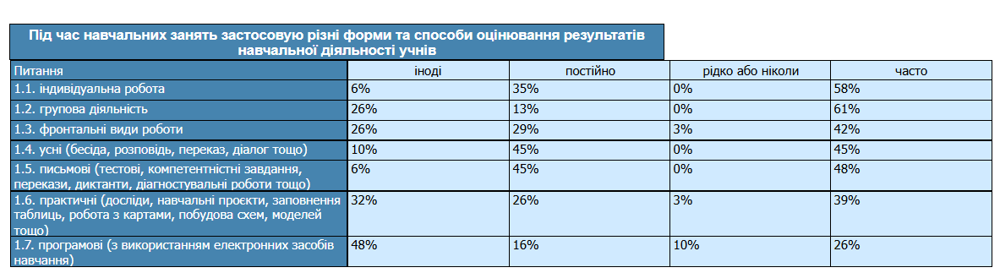 Під час навчальних занять застосовую різні форми та способи оцінювання результатів
навчальної діяльності учнів
Питання іноді постійно рідко або ніколи часто
1.1. індивідуальна робота 6% 35% 0% 58%
1.2. групова діяльність 26% 13% 0% 61%
1.3. фронтальні види роботи 26% 29% 3% 42%
1.4. усні (бесіда, розповідь, переказ, діалог тощо) 10% 45% 0% 45%
1.5. письмові (тестові, компетентністні завдання, 6% 45% 0% 48%
перекази, диктанти, діагностувальні роботи тощо)
1.6. практичні (досліди, навчальні проєкти, заповнення 32% 26% 3% 39%
таблиць, робота з картами, побудова схем, моделей
тощо)
1.7. програмові (з використанням електронних засобів 48% 16% 10% 26%
навчання)